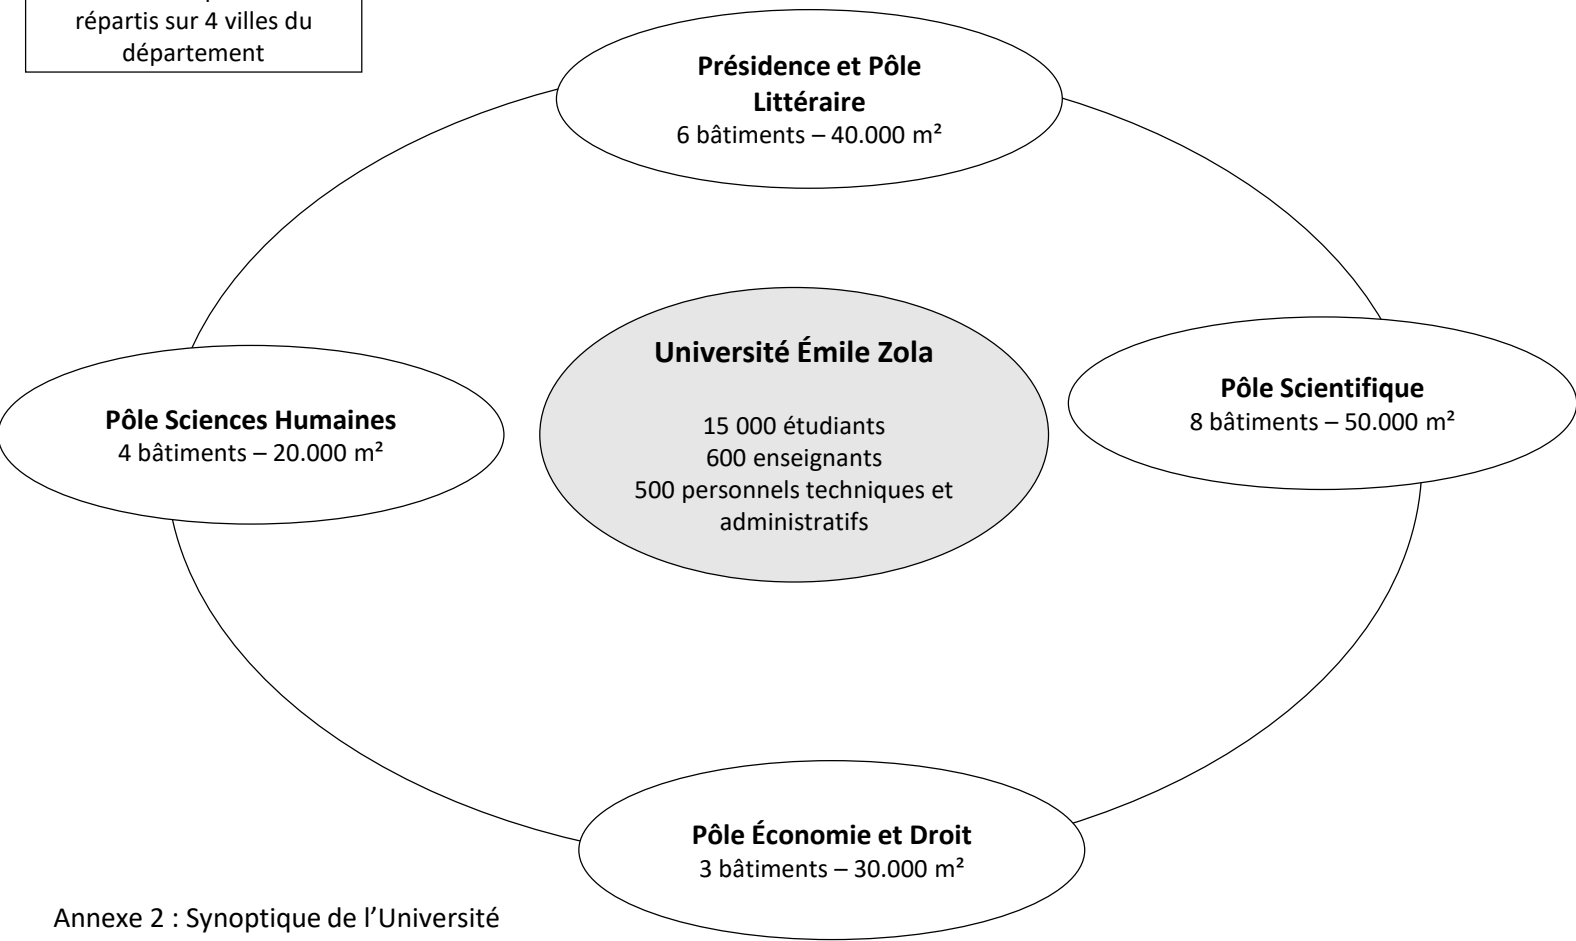 répartis sur 4 villes du
département
Présidence et Pôle
Littéraire
6 bâtiments – 40.000 m²
Université Émile Zola
15 000 étudiants
600 enseignants
500 personnels techniques et
administratifs
Pôle Sciences Humaines
4 bâtiments – 20.000 m²
Pôle Scientifique
8 bâtiments – 50.000 m²
Pôle Économie et Droit
3 bâtiments – 30.000 m²
Annexe 2 : Synoptique de l’Université